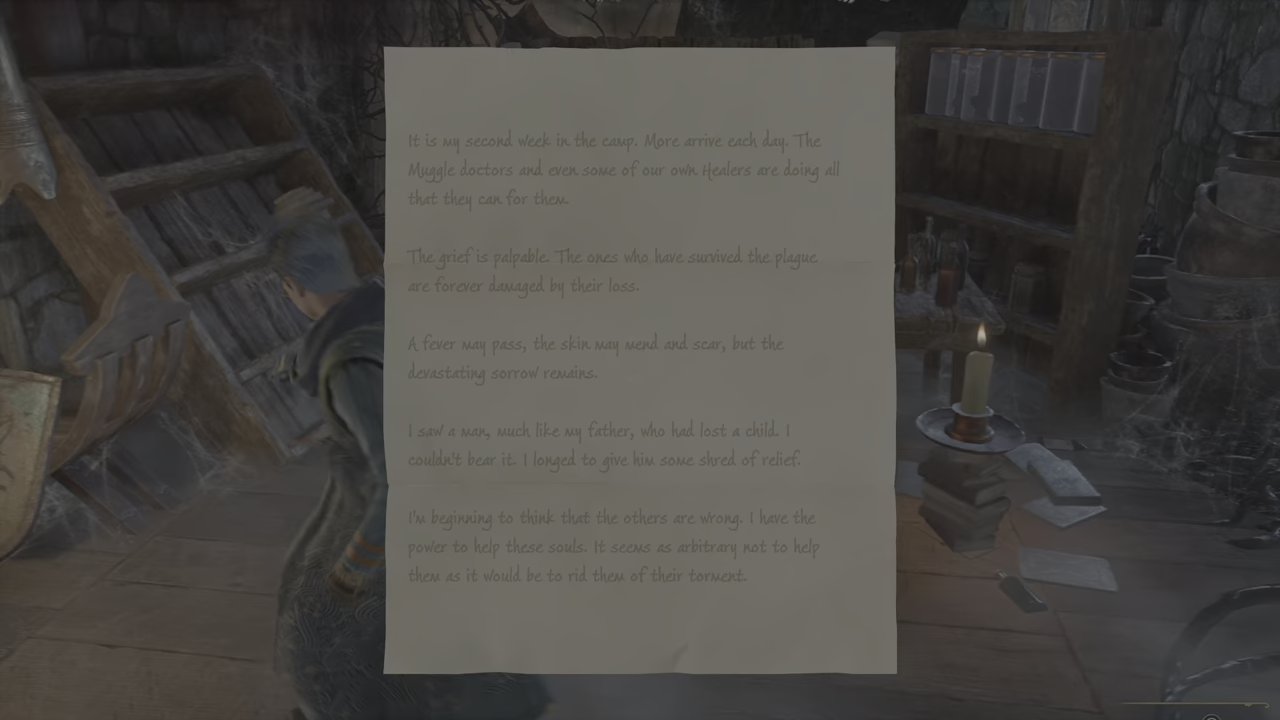 It is my second week in the camp. More arrive each day. The
Muggle doctors and even some of our own Healers are doing all
that they can for them.
The grief is palpable. The ones who have survived the plague
are forever damaged by their loss.
A fever may pass, the skin may mend and scar, but the
devastating sorrow remains.
I saw a man, much like my father, who had lost a child. I
couldn't bear it. I longed to give him some shred of relief.
I'm beginning to think that the others are wrong. I have the
power to help these souls. It seems as arbitrary not to help
them as it would be to rid them of their torment.